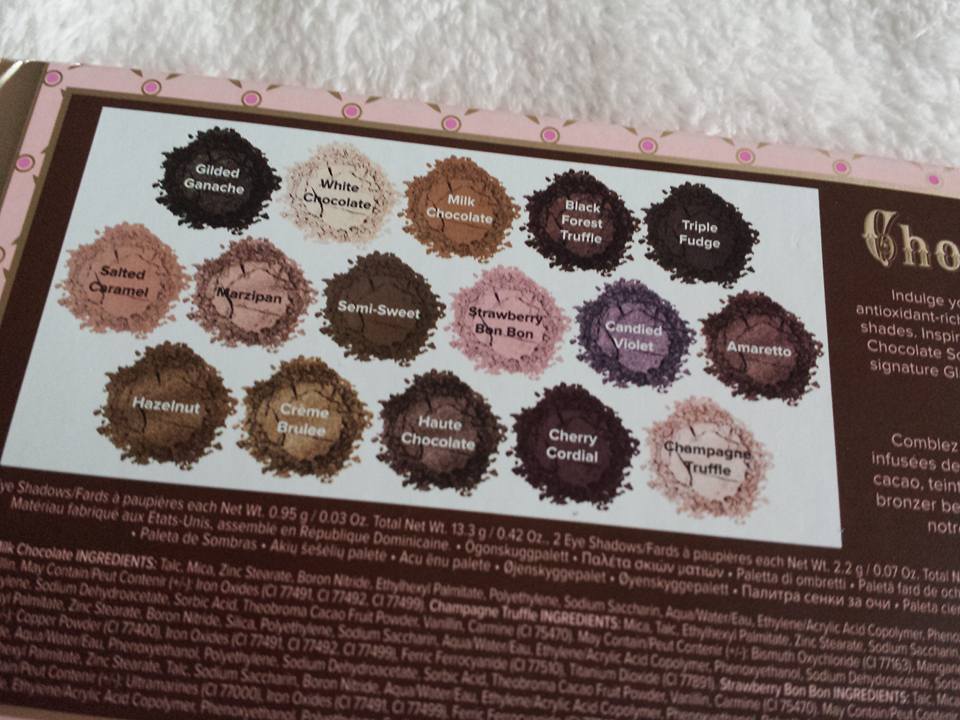 Gilded
Ganache
White
Chocolate
Milk
Chocolate
Black
Forest
Truffle
Triple
Fudge
Salted
Caramel
Marzipan
Semi-Sweet
Strawberry
Bon Bon
Candied
Violet
Amaretto
Hazelnut
Crème
Brulee
Haute
Chocolate
Cherry
Cordial
Champagne
Truffle
Cho
Indulge yo
antioxidant-rich
shades. Inspir
Chocolate So
signature Gl
Comblez
infusées de
cacao, teint
bronzer be
notr
Eye Shadows/Fards à paupières each Net Wt. 0.95 g / 0.03 Oz. Total Net Wt. 13.3 g / 0.42 Oz., 2 Eye Shadows/Fards à paupières each Net Wt. 2.2 g / 0.07 Oz. Total N
Matériau fabriqué aux États-Unis, assemblé en République Dominicaine. • Ögonskuggpalett • Παλέτα σκιών ματιών • Paletta di ombretti • Paletă fard de och
• Paleta de Sombras • Akių šešėlių paletė • Acu ēnu palete • Øjenskyggepalet • Øyenskyggepalett • Палитра сенки за очи • Paleta cie
Milk Chocolate INGREDIENTS: Talc, Mica, Zinc Stearate, Boron Nitride, Ethylhexyl Palmitate, Polyethylene, Sodium Saccharin, Aqua/Water/Eau, Ethylene/Acrylic Acid Copolymer, Pheno
May Contain/Peut Contenir (+/-): Iron Oxides (CI 77491, CI 77492, CI 77499). Champagne Truffle INGREDIENTS: Mica, Talc, Ethylhexyl Palmitate, Zinc Stearate, Sodium
Sodium Dehydroacetate, Sorbic Acid, Theobroma Cacao Fruit Powder, Vanillin, Carmine (CI 75470). May Contain/Peut Contenir (+/-): Bismuth Oxychloride (CI 77163), Mangane
Palmitate, Zinc Stearate, Boron Nitride, Silica, Polyethylene, Sodium Saccharin, Aqua/Water/Eau, Ethylene/Acrylic Acid Copolymer, Phenoxyethanol, Sodium Dehydroacetate, Sorbi
Copper Powder (CI 77400), Iron Oxides (CI 77491, CI 77492, CI 77499), Ferric Ferrocyanide (CI 77510), Titanium Dioxide (CI 77891). Strawberry Bon Bon INGREDIENTS: Talc, Mic
Aqua/Water/Eau, Phenoxyethanol, Polyethylene, Sodium Dehydroacetate, Sorbic Acid, Theobroma Cacao Fruit Powder, Vanillin, Carmine (CI 75470). May Contain/Peut Con
Palmitate, Zinc Stearate, Talc, Sodium Saccharin, Boron Nitride, Aqua/Water/Eau, Ethylene
Contenir (+/-): Ultramarines (CI 77000), Iron Oxides (CI 77491, CI 77499)
Ethylene/Acrylic Acid Copolymer, Phenoxyethanol